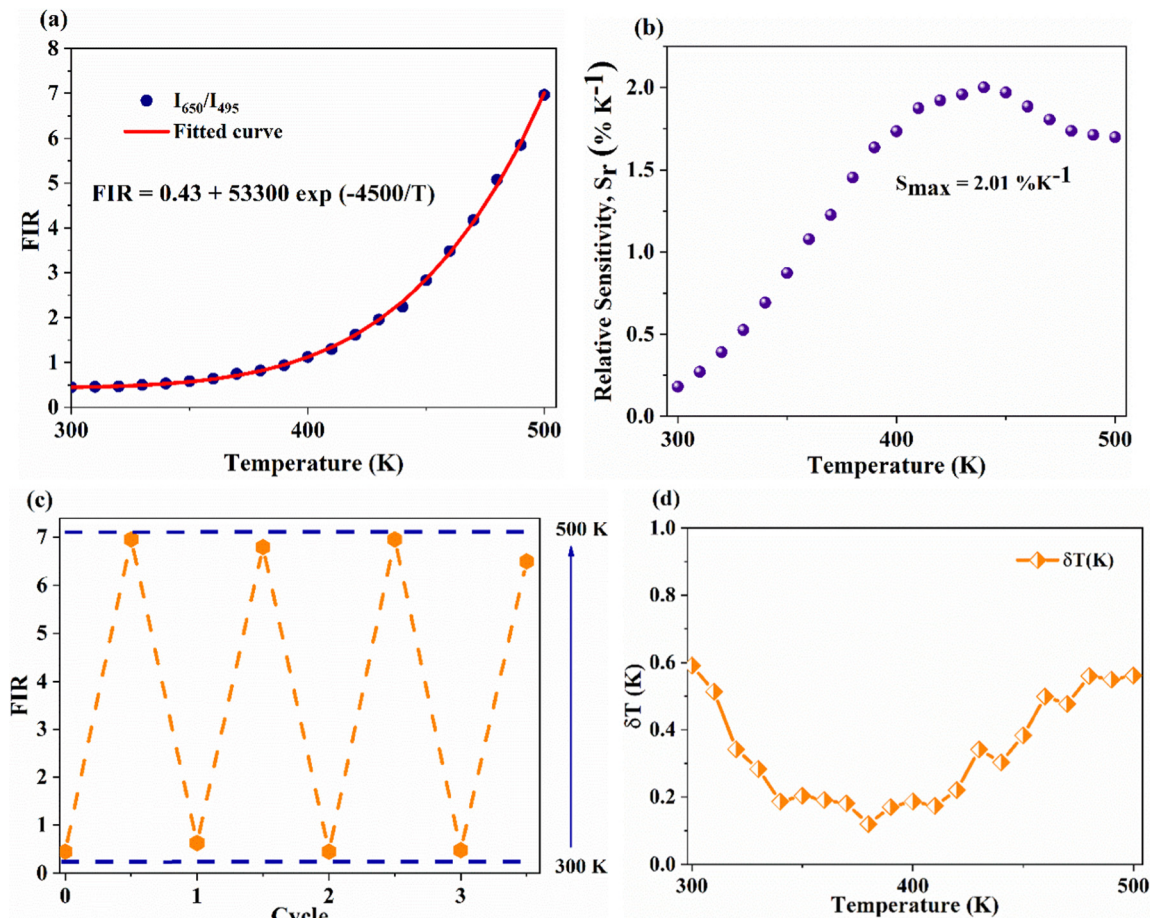 (a)
8
7
6
5
4
3
2
1
0
FIR
I650/I495
Fitted curve
FIR = 0.43 + 53300 exp (-4500/T)
300
400
500
Temperature (K)
(b)
2.0
1.5
1.0
0.5
0.0
Relative Sensitivity, Sr (% K-1)
Smax = 2.01 %K-1
300
400
500
Temperature (K)
(c)
7
6
5
4
3
2
1
0
FIR
500 K
300 K
0
1
2
3
Cycle
(d)
1.0
0.8
0.6
0.4
0.2
0.0
δT (K)
δT(K)
300
400
500
Temperature (K)